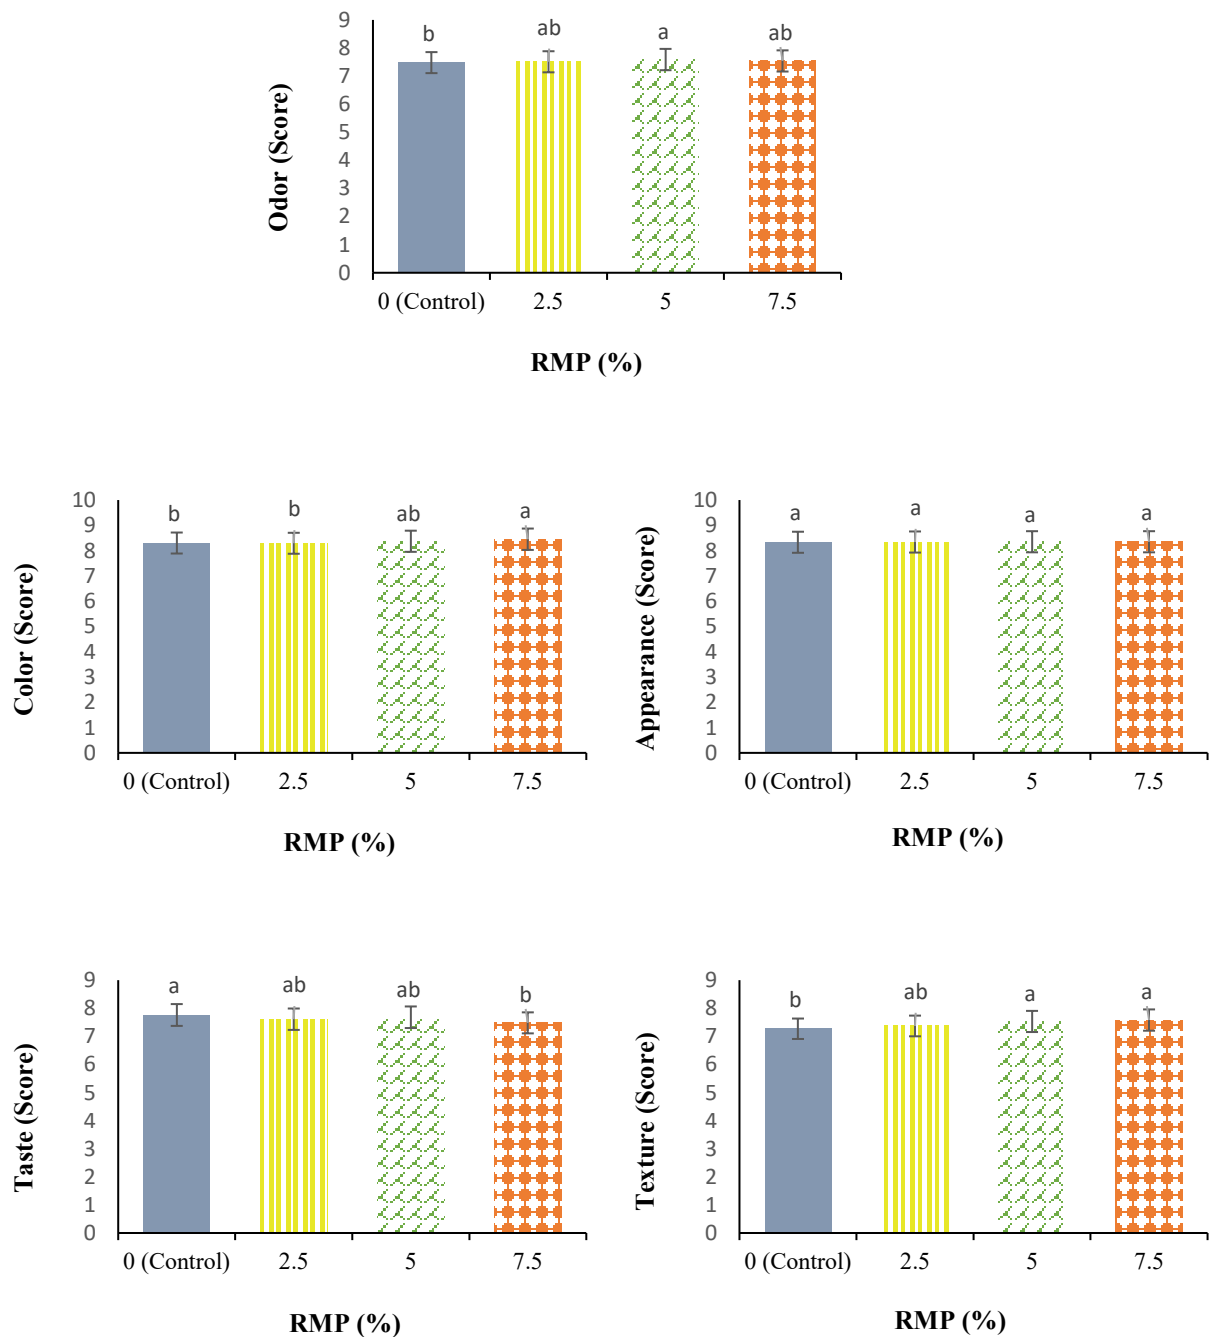 Odor (Score)
9
8
7
6
5
4
3
2
1
0
b
ab
a
ab
0 (Control) 2.5 5 7.5
RMP (%)
Color (Score)
10
9
8
7
6
5
4
3
2
1
0
b
b
ab
a
0 (Control) 2.5 5 7.5
RMP (%)
Appearance (Score)
10
9
8
7
6
5
4
3
2
1
0
a
a
a
a
0 (Control) 2.5 5 7.5
RMP (%)
Taste (Score)
9
8
7
6
5
4
3
2
1
0
a
ab
ab
b
0 (Control) 2.5 5 7.5
RMP (%)
Texture (Score)
9
8
7
6
5
4
3
2
1
0
b
ab
a
a
0 (Control) 2.5 5 7.5
RMP (%)